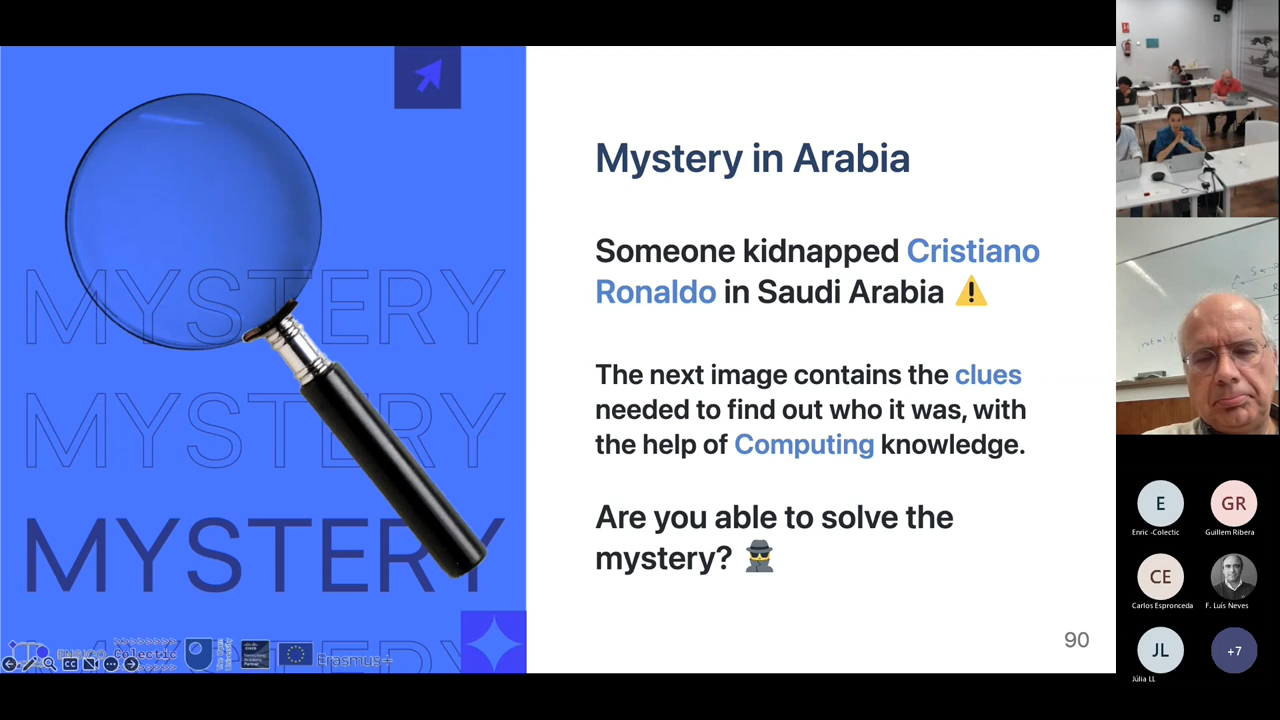 MYSTERY
MYSTERY
MYSTERY
Mystery in Arabia
Someone kidnapped Cristiano
Ronaldo in Saudi Arabia
The next image contains the clues
needed to find out who it was, with
the help of Computing knowledge.
Are you able to solve the
mystery?
90
Colectic
Erasmus+
E
Enric -Colectic
GR
Guillem Ribera
CE
Carlos Espronceda
F. Luís Neves
JL
Júlia LL
+7